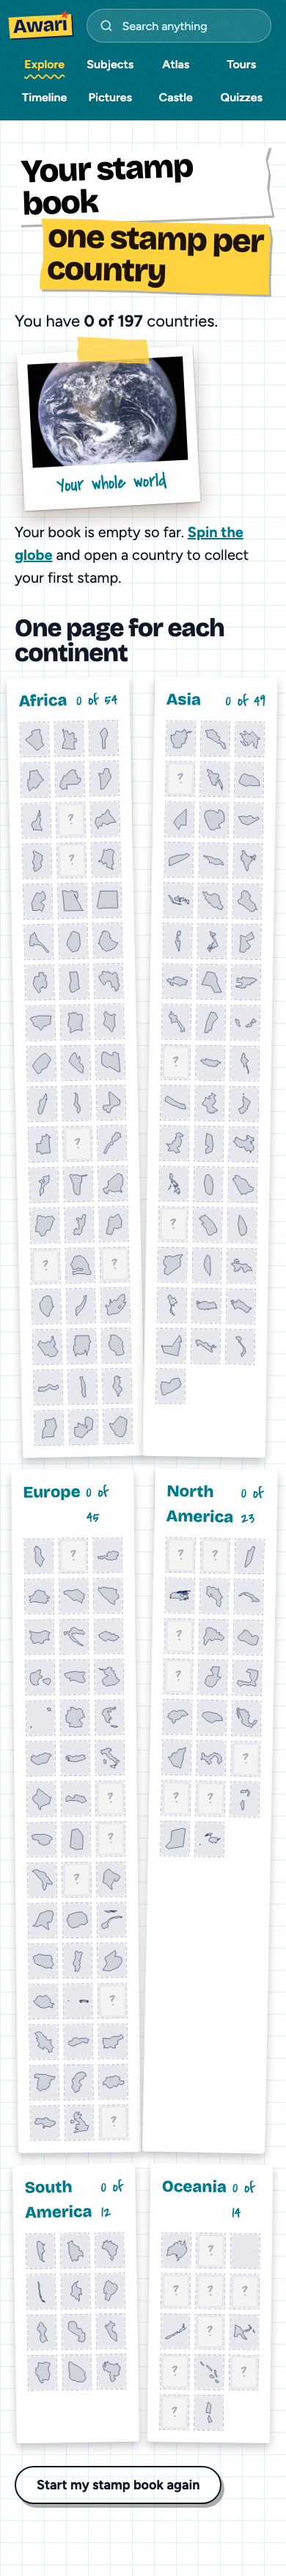 Awari
Search anything
Explore Subjects Atlas Tours
Timeline Pictures Castle Quizzes
Your stamp
book
one stamp per
country
You have 0 of 197 countries.
Your whole world
Your book is empty so far. Spin the
globe and open a country to collect
your first stamp.
One page for each
continent
Africa 0 of 54
?
?
?
?
?
Asia 0 of 49
?
?
?
Europe 0 of
45
?
?
?
?
?
?
North
America 0 of
23
?
?
?
?
?
?
?
South
America 0 of
12
Oceania 0 of
14
?
?
?
?
?
?
?
?
Start my stamp book again